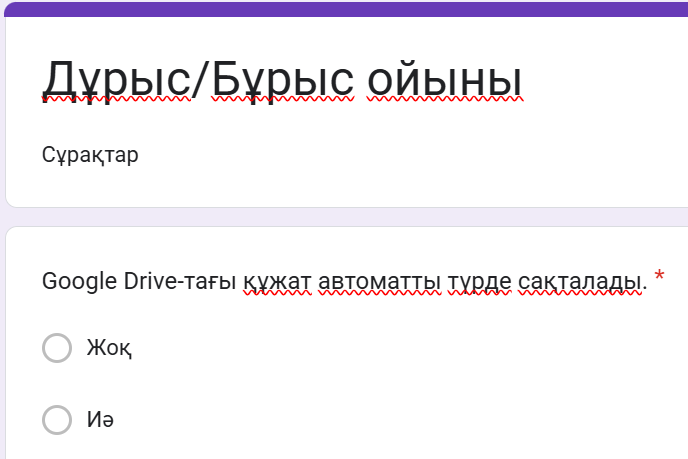 Дұрыс/Бұрыс ойыны
Сұрақтар
Google Drive-тағы құжат автоматты түрде сақталады. *
Жоқ
Иә